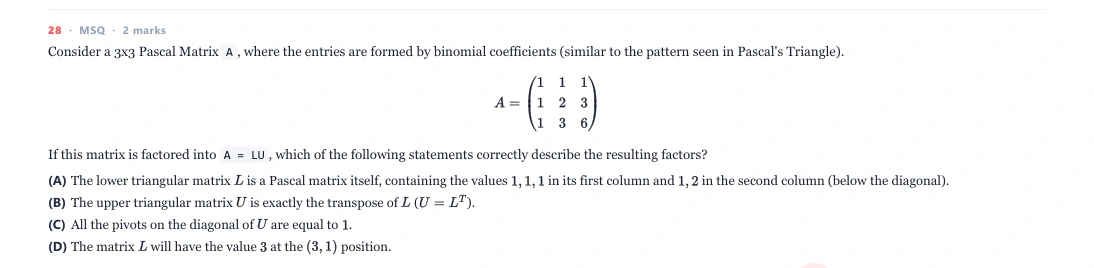 28 · MSQ · 2 marks
Consider a 3x3 Pascal Matrix A , where the entries are formed by binomial coefficients (similar to the pattern seen in Pascal's Triangle).
A = (1 1 1
1 2 3
1 3 6)
If this matrix is factored into A = LU , which of the following statements correctly describe the resulting factors?
(A) The lower triangular matrix L is a Pascal matrix itself, containing the values 1, 1, 1 in its first column and 1, 2 in the second column (below the diagonal).
(B) The upper triangular matrix U is exactly the transpose of L (U = Lᵀ).
(C) All the pivots on the diagonal of U are equal to 1.
(D) The matrix L will have the value 3 at the (3, 1) position.